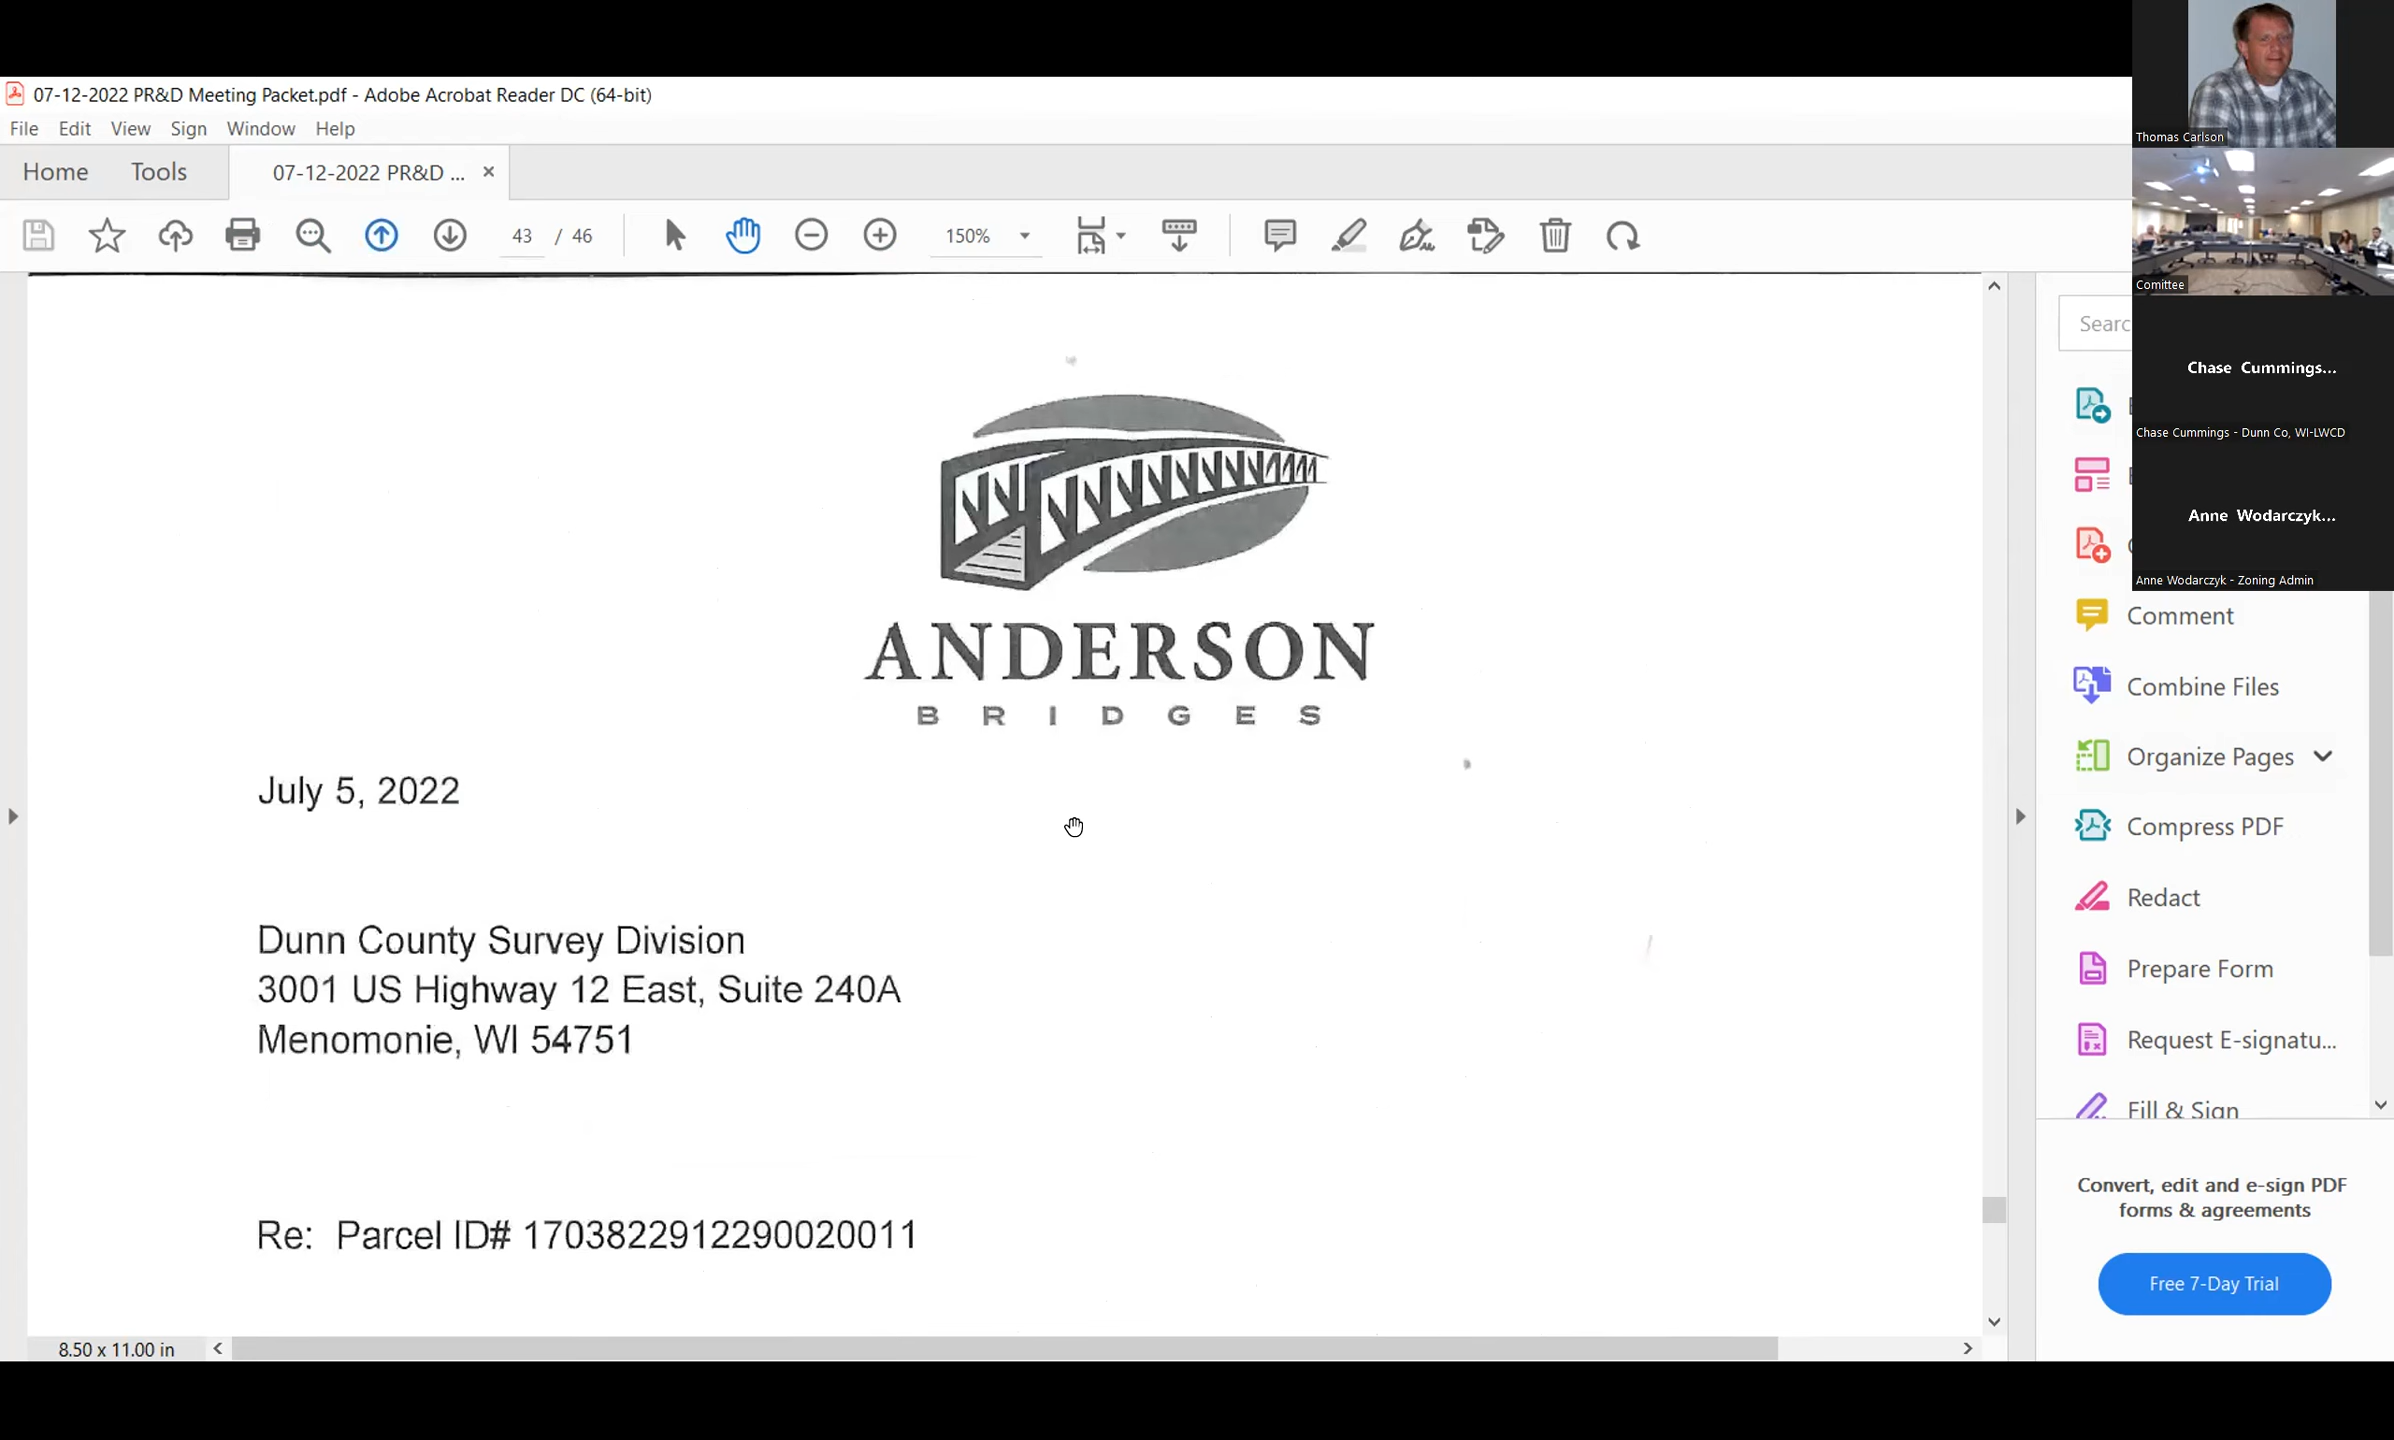 07-12-2022 PR&D Meeting Packet.pdf - Adobe Acrobat Reader DC (64-bit)
File Edit View Sign Window Help
Home Tools 07-12-2022 PR&D ...
43 / 46 150%
Thomas Carlson
Comittee
Chase Cummings...
Chase Cummings - Dunn Co, WI-LWCD
Anne Wodarczyk...
Anne Wodarczyk - Zoning Admin
ANDERSON
BRIDGES
July 5, 2022
Dunn County Survey Division
3001 US Highway 12 East, Suite 240A
Menomonie, WI 54751
Re: Parcel ID# 1703822912290020011
8.50 x 11.00 in
Searc
Comment
Combine Files
Organize Pages
Compress PDF
Redact
Prepare Form
Request E-signatu...
Fill & Sign
Convert, edit and e-sign PDF
forms & agreements
Free 7-Day Trial